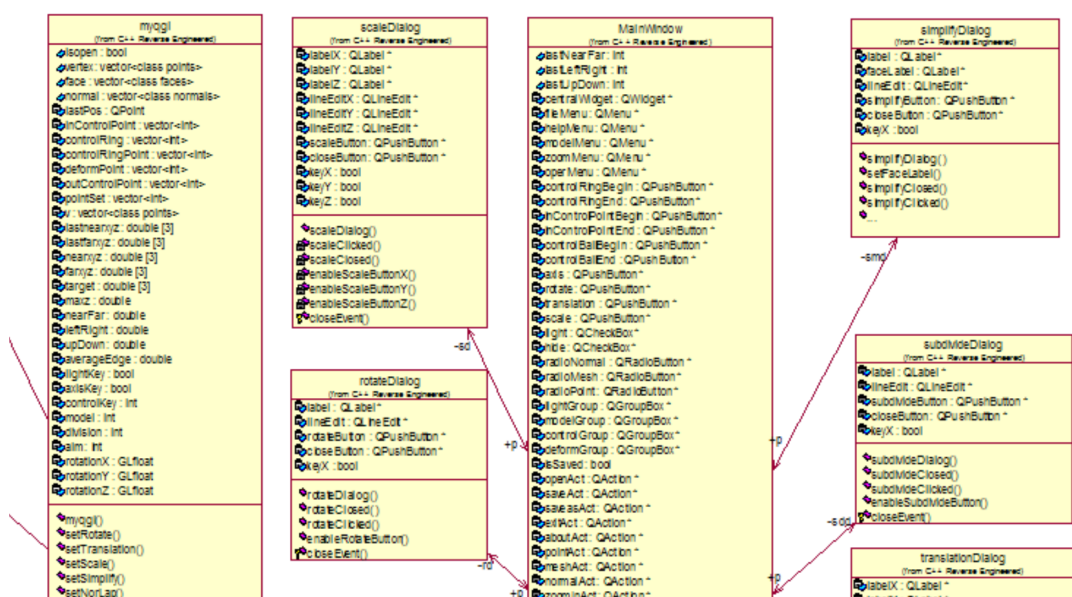 myqgl
(from C++ Reverse Engineered)
isopen : bool
vertex : vector<class points>
face : vector<class faces>
normal : vector<class normals>
lastPos : QPoint
inControlPoint : vector<int>
controlRing : vector<int>
controlRingPoint : vector<int>
deformPoint : vector<int>
outControlPoint : vector<int>
pointSet : vector<int>
v : vector<class points>
lastnearxyz : double [3]
lastfarxyz : double [3]
nearxyz : double [3]
farxyz : double [3]
target : double [3]
maxz : double
nearFar : double
leftRight : double
upDown : double
averageEdge : double
lightKey : bool
axisKey : bool
controlKey : int
model : int
division : int
aim : int
rotationX : GLfloat
rotationY : GLfloat
rotationZ : GLfloat
myqgl()
setRotate()
setTranslation()
setScale()
setSimplify()
setNorLap()
scaleDialog
(from C++ Reverse Engineered)
labelX : QLabel *
labelY : QLabel *
labelZ : QLabel *
lineEditX : QLineEdit *
lineEditY : QLineEdit *
lineEditZ : QLineEdit *
scaleButton : QPushButton *
closeButton : QPushButton *
keyX : bool
keyY : bool
keyZ : bool
scaleDialog()
scaleClicked()
scaleClosed()
enableScaleButtonX()
enableScaleButtonY()
enableScaleButtonZ()
closeEvent()
-sd
+p
rotateDialog
(from C++ Reverse Engineered)
label : QLabel *
lineEdit : QLineEdit *
rotateButton : QPushButton *
closeButton : QPushButton *
keyX : bool
rotateDialog()
rotateClosed()
rotateClicked()
enableRotateButton()
closeEvent()
-rd
+p
MainWindow
(from C++ Reverse Engineered)
lastNearFar : int
lastLeftRight : int
lastUpDown : int
centralWidget : QWidget *
fileMenu : QMenu *
helpMenu : QMenu *
modelMenu : QMenu *
zoomMenu : QMenu *
operMenu : QMenu *
controlRingBegin : QPushButton *
controlRingEnd : QPushButton *
inControlPointBegin : QPushButton *
inControlPointEnd : QPushButton *
controlBallBegin : QPushButton *
controlBallEnd : QPushButton *
axis : QPushButton *
rotate : QPushButton *
translation : QPushButton *
scale : QPushButton *
light : QCheckBox *
hide : QCheckBox *
radioNormal : QRadioButton *
radioMesh : QRadioButton *
radioPoint : QRadioButton *
lightGroup : QGroupBox *
modelGroup : QGroupBox *
controlGroup : QGroupBox *
deformGroup : QGroupBox *
isSaved : bool
openAct : QAction *
saveAct : QAction *
saveasAct : QAction *
exitAct : QAction *
aboutAct : QAction *
pointAct : QAction *
meshAct : QAction *
normalAct : QAction *
zoominAct : QAction *
simplifyDialog
(from C++ Reverse Engineered)
label : QLabel *
faceLabel : QLabel *
lineEdit : QLineEdit *
simplifyButton : QPushButton *
closeButton : QPushButton *
keyX : bool
simplifyDialog()
setFaceLabel()
simplifyClosed()
simplifyClicked()
...
-smd
+p
subdivideDialog
(from C++ Reverse Engineered)
label : QLabel *
lineEdit : QLineEdit *
subdivideButton : QPushButton *
closeButton : QPushButton *
keyX : bool
subdivideDialog()
subdivideClosed()
subdivideClicked()
enableSubdivideButton()
closeEvent()
-sdd
+p
translationDialog
(from C++ Reverse Engineered)
labelX : QLabel *